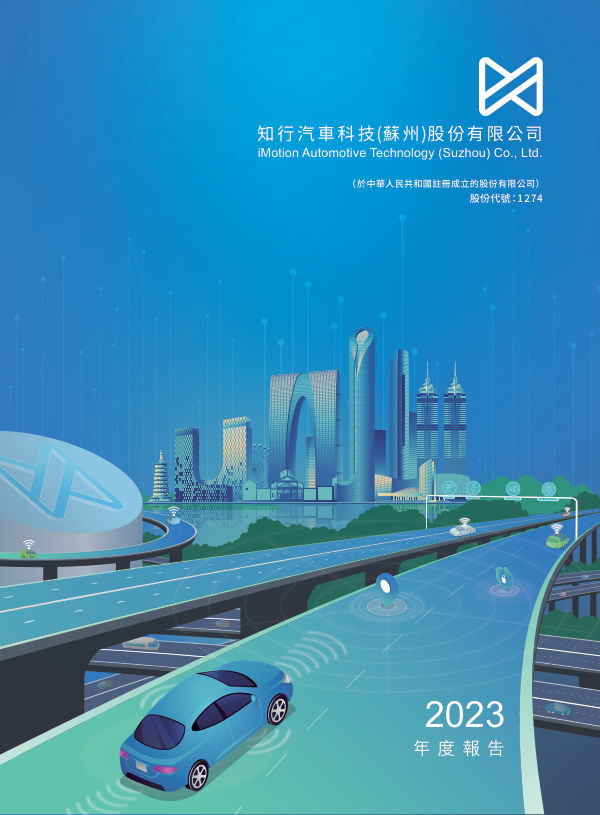 知行汽車科技(蘇州)股份有限公司
iMotion Automotive Technology (Suzhou) Co., Ltd.
（於中華人民共和國註冊成立的股份有限公司）
股份代號：1274
2023
年度報告